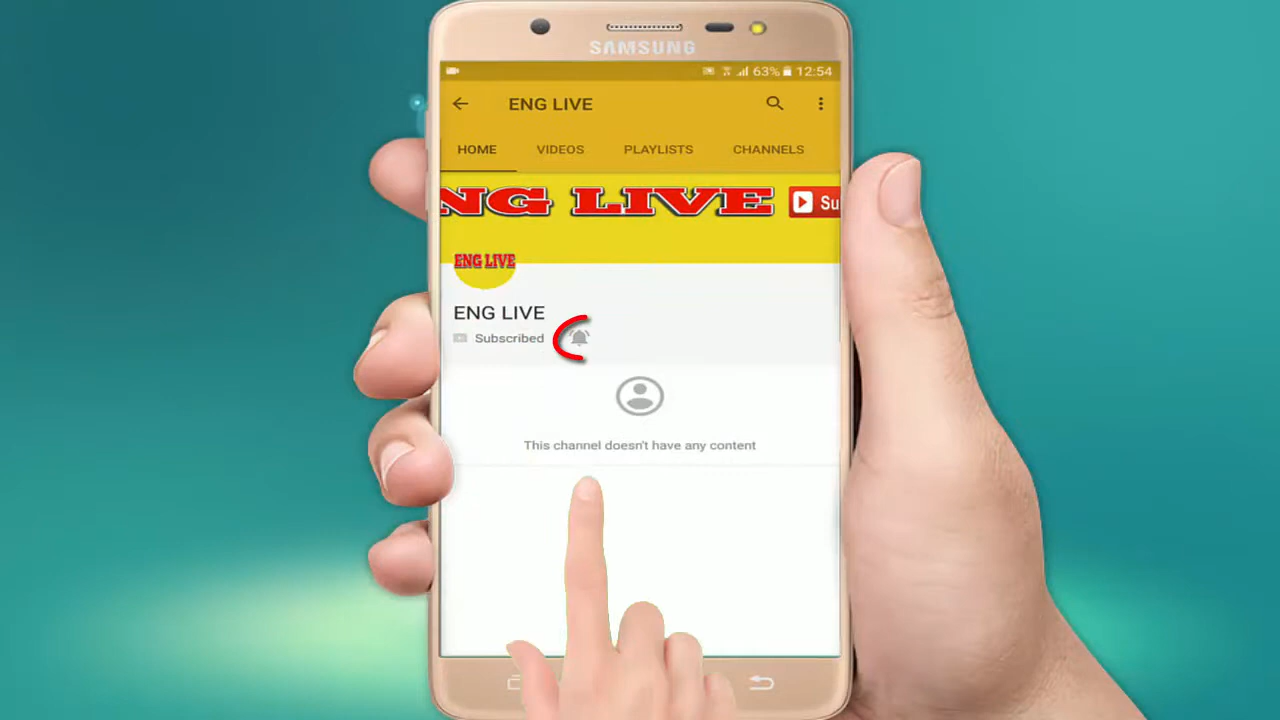 SAMSUNG
63% 12:54
ENG LIVE
HOME VIDEOS PLAYLISTS CHANNELS
NG LIVE Su
ENG LIVE
ENG LIVE
Subscribed
This channel doesn't have any content